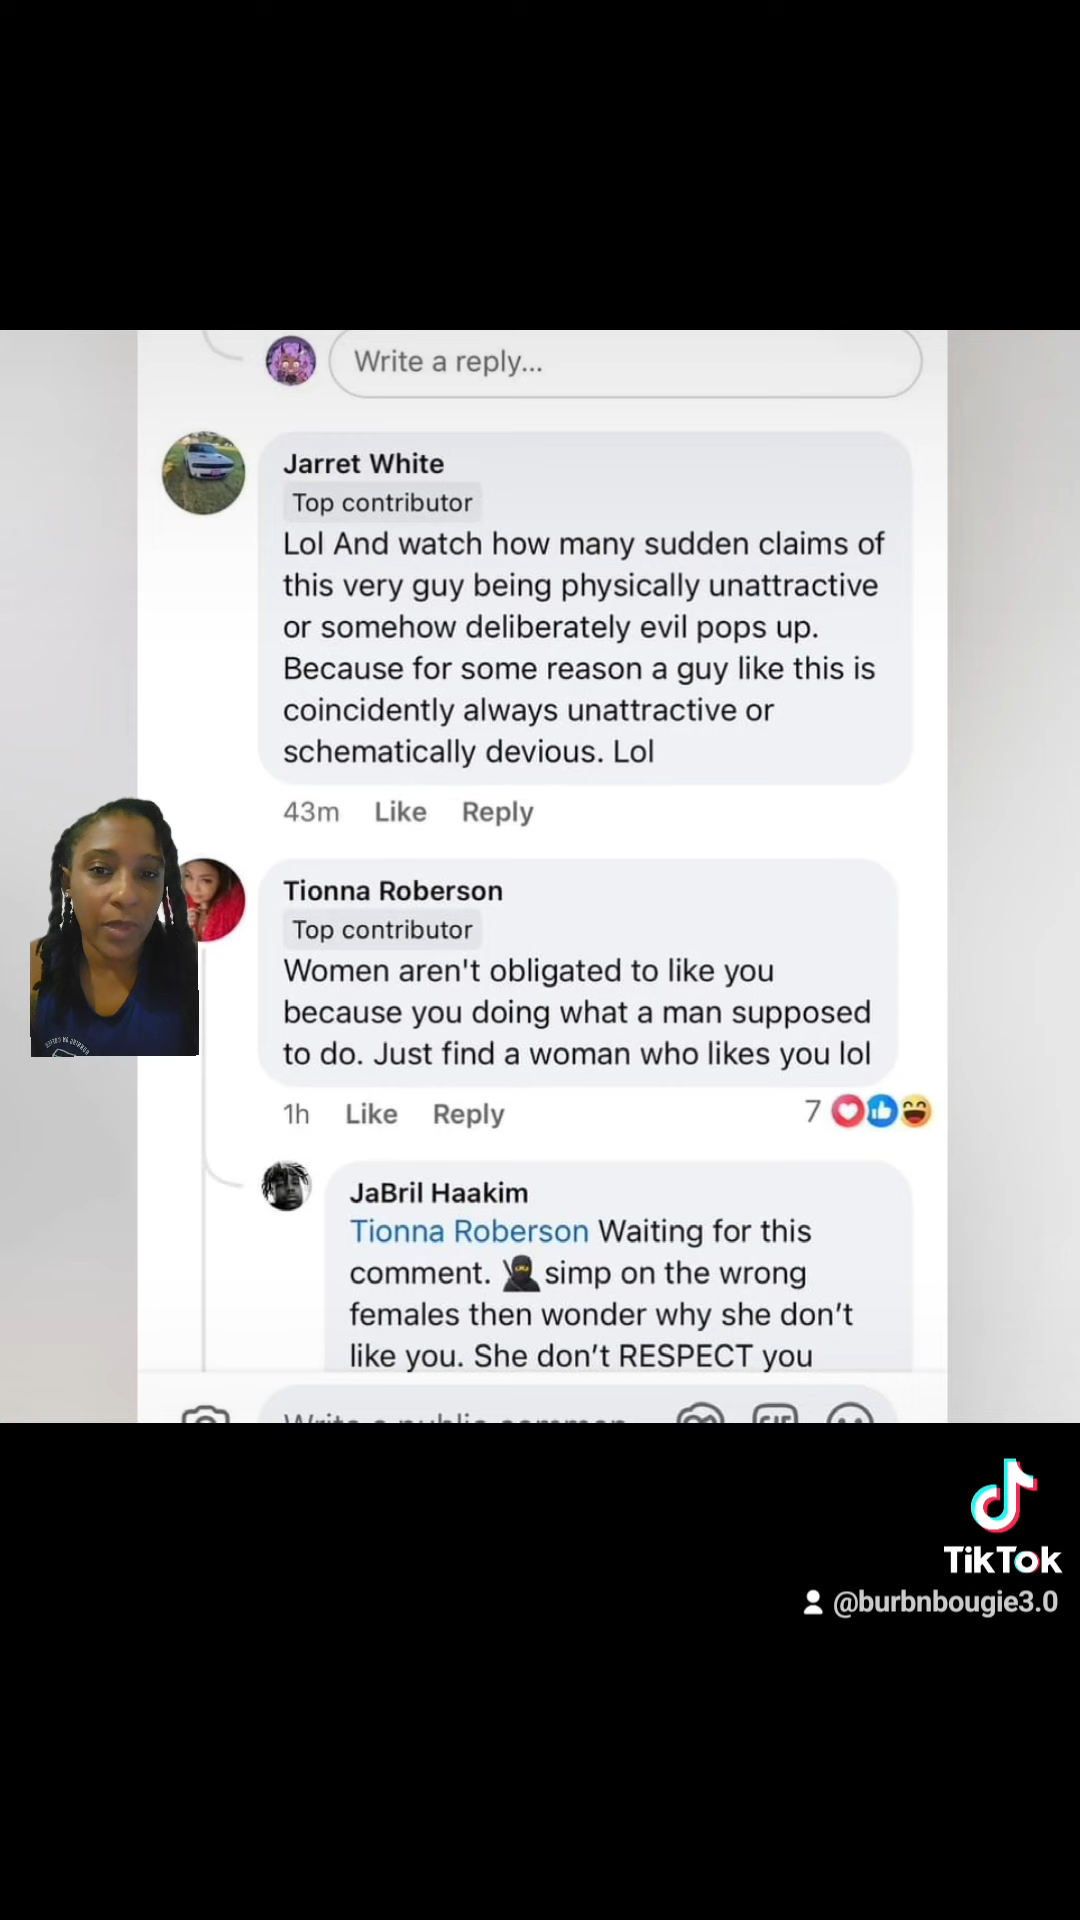 Write a reply...
Jarret White
Top contributor
Lol And watch how many sudden claims of
this very guy being physically unattractive
or somehow deliberately evil pops up.
Because for some reason a guy like this is
coincidently always unattractive or
schematically devious. Lol
43m Like Reply
Tionna Roberson
Top contributor
Women aren't obligated to like you
because you doing what a man supposed
to do. Just find a woman who likes you lol
1h Like Reply 7
JaBril Haakim
Tionna Roberson Waiting for this
comment. 🥷 simp on the wrong
females then wonder why she don't
like you. She don't RESPECT you
Write a public comment
GIF
TikTok
@burbnbougie3.0